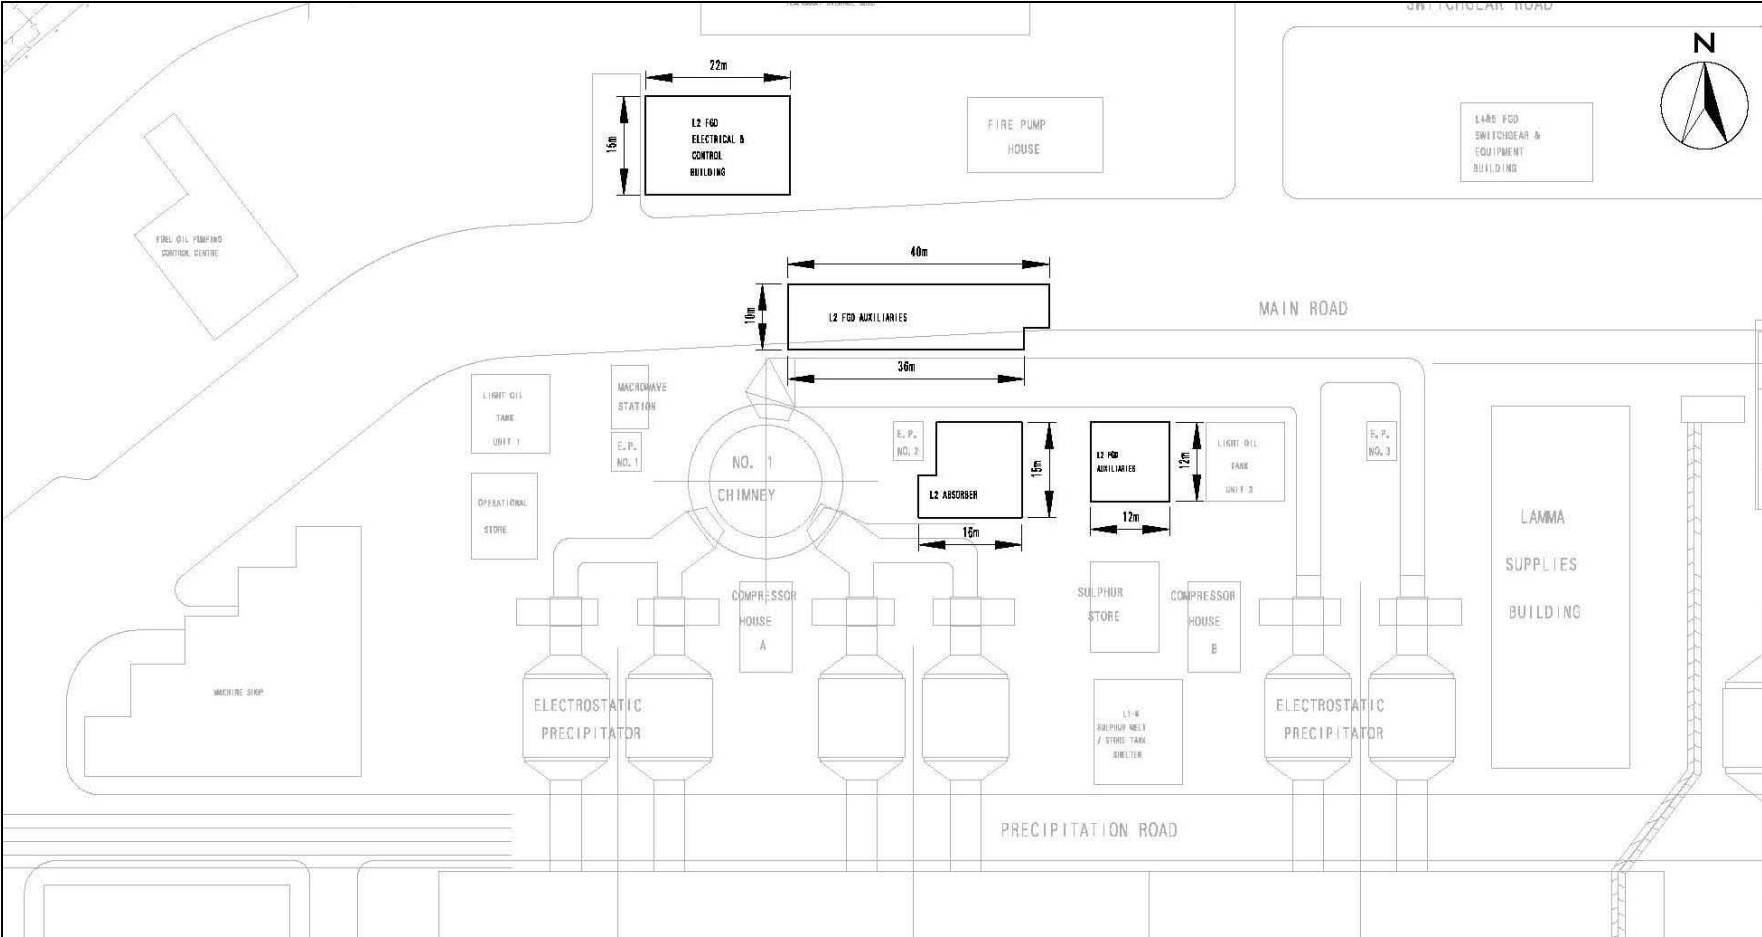 SWITCHGEAR ROAD
N
22m
15m
L2 FGD
ELECTRICAL &
CONTROL
BUILDING
FIRE PUMP
HOUSE
L4&5 FGD
SWITCHGEAR &
EQUIPMENT
BUILDING
FUEL OIL PUMPING
CONTROL CENTRE
40m
10m
L2 FGD AUXILIARIES
MAIN ROAD
36m
LIGHT OIL
TANK
UNIT 1
MACROWAVE
STATION
E.P.
NO.1
NO. 1
CHIMNEY
E.P.
NO.2
L2 ABSORBER
15m
16m
L2 FGD
AUXILIARIES
12m
12m
LIGHT OIL
TANK
E.P.
NO.3
OPERATIONAL
STORE
LAMMA
SUPPLIES
BUILDING
COMPRESSOR
HOUSE
A
SULPHUR
STORE
COMPRESSOR
HOUSE
B
MACHINE SHOP
ELECTROSTATIC
PRECIPITATOR
SULPHUR MELT
/ STORE TANK
SHELTER
ELECTROSTATIC
PRECIPITATOR
PRECIPITATION ROAD